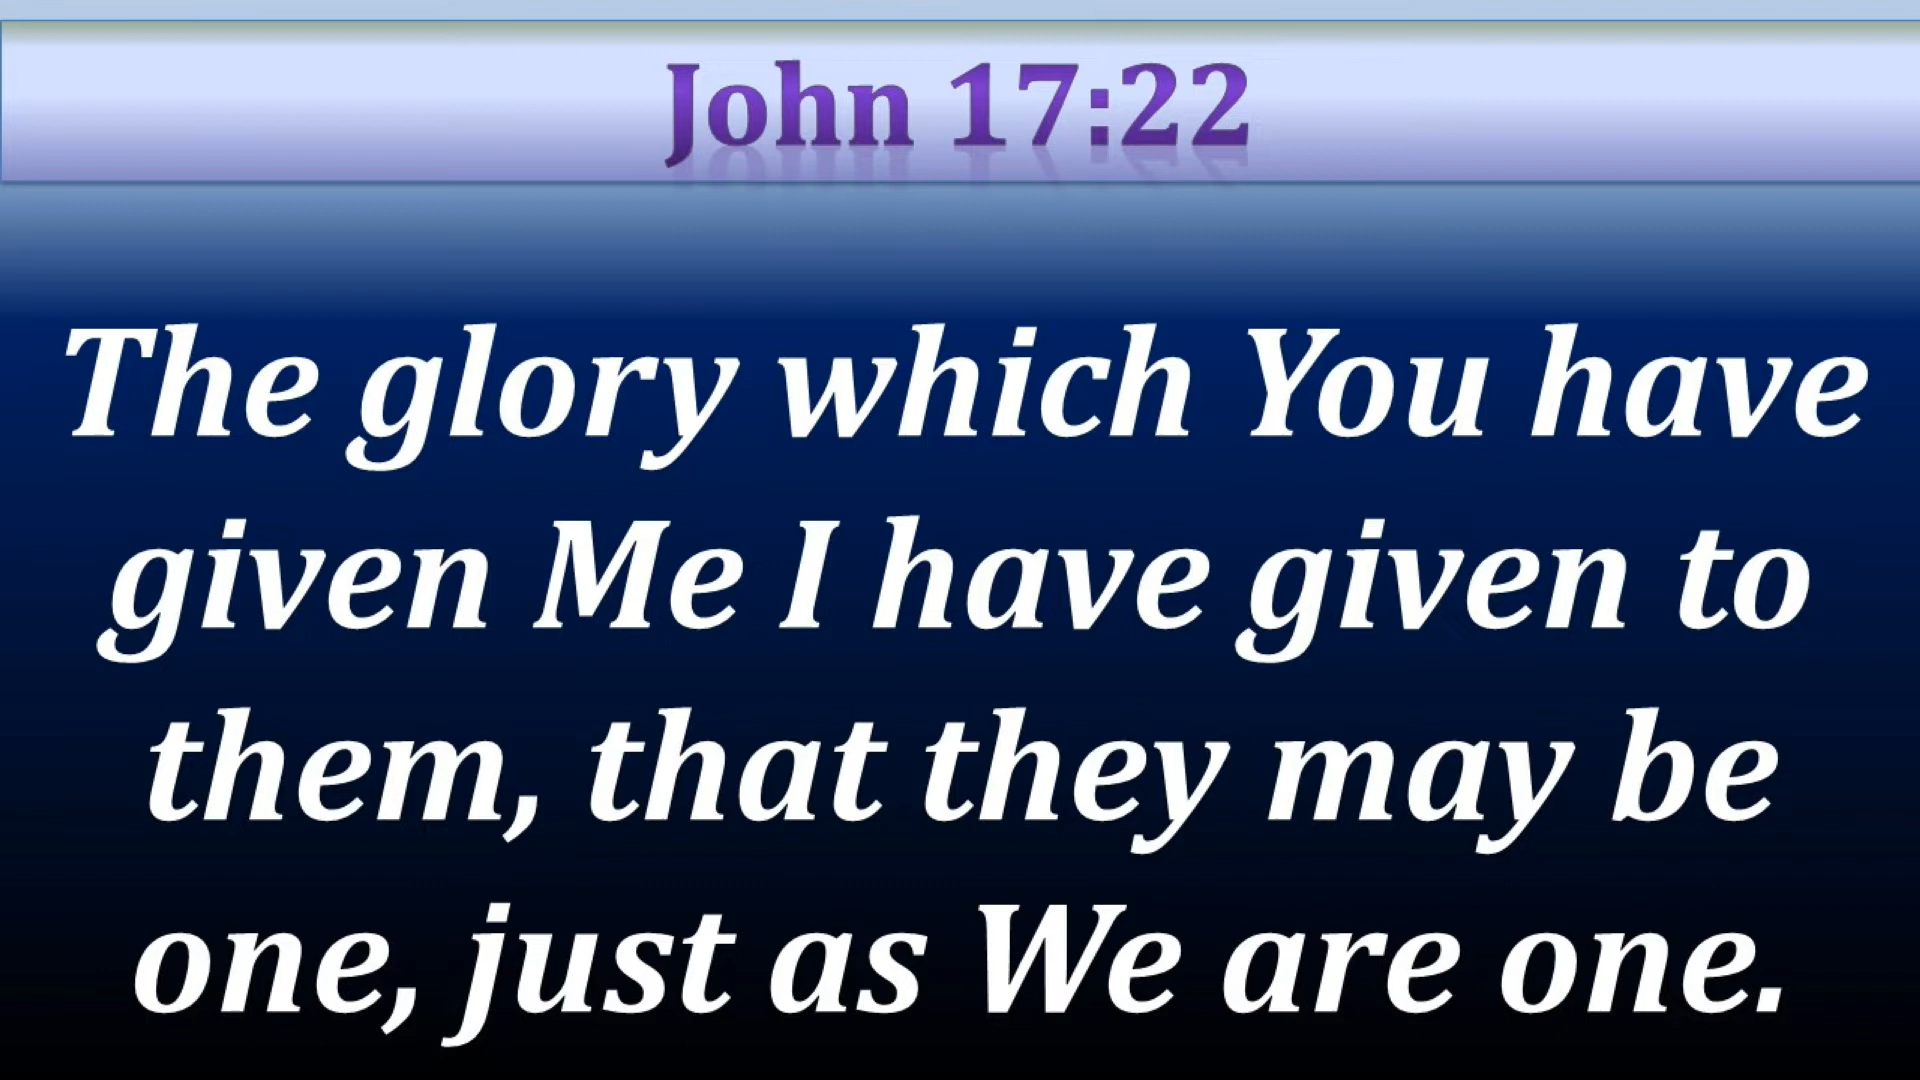 John 17:22
The glory which You have
given Me I have given to
them, that they may be
one, just as We are one.